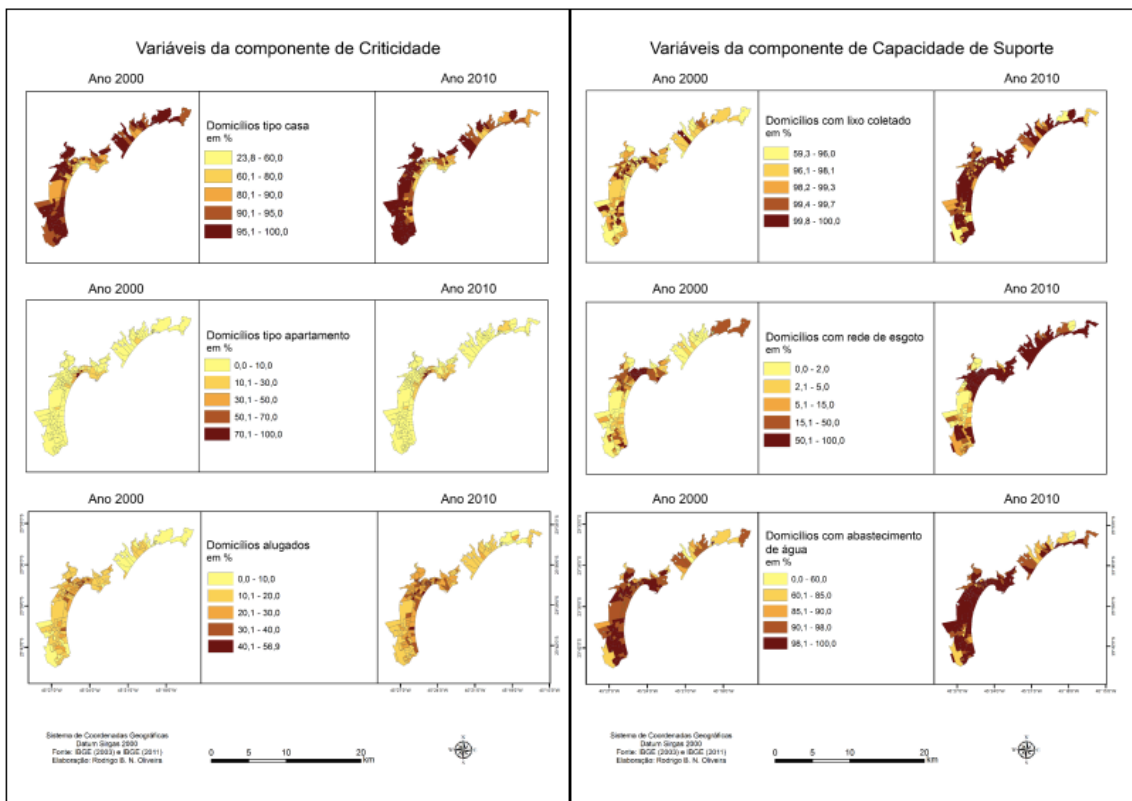 Variáveis da componente de Criticidade
Ano 2000
Ano 2010
Domicílios tipo casa
em %
23,8 - 60,0
60,1 - 80,0
80,1 - 90,0
90,1 - 95,0
95,1 - 100,0
Ano 2000
Ano 2010
Domicílios tipo apartamento
em %
0,0 - 10,0
10,1 - 30,0
30,1 - 50,0
50,1 - 70,0
70,1 - 100,0
Ano 2000
Ano 2010
Domicílios alugados
em %
0,0 - 10,0
10,1 - 20,0
20,1 - 30,0
30,1 - 40,0
40,1 - 56,9
Sistema de Coordenadas Geográficas
Datum Sirgas 2000
Fonte: IBGE (2003) e IBGE (2011)
Elaboração: Rodrigo B. N. Oliveira
0 5 10 20
km
Variáveis da componente de Capacidade de Suporte
Ano 2000
Ano 2010
Domicílios com lixo coletado
em %
59,3 - 96,0
96,1 - 98,1
98,2 - 99,3
99,4 - 99,7
99,8 - 100,0
Ano 2000
Ano 2010
Domicílios com rede de esgoto
em %
0,0 - 2,0
2,1 - 5,0
5,1 - 15,0
15,1 - 50,0
50,1 - 100,0
Ano 2000
Ano 2010
Domicílios com abastecimento
de água
em %
0,0 - 60,0
60,1 - 85,0
85,1 - 90,0
90,1 - 98,0
98,1 - 100,0
Sistema de Coordenadas Geográficas
Datum Sirgas 2000
Fonte: IBGE (2003) e IBGE (2011)
Elaboração: Rodrigo B. N. Oliveira
0 5 10 20
km